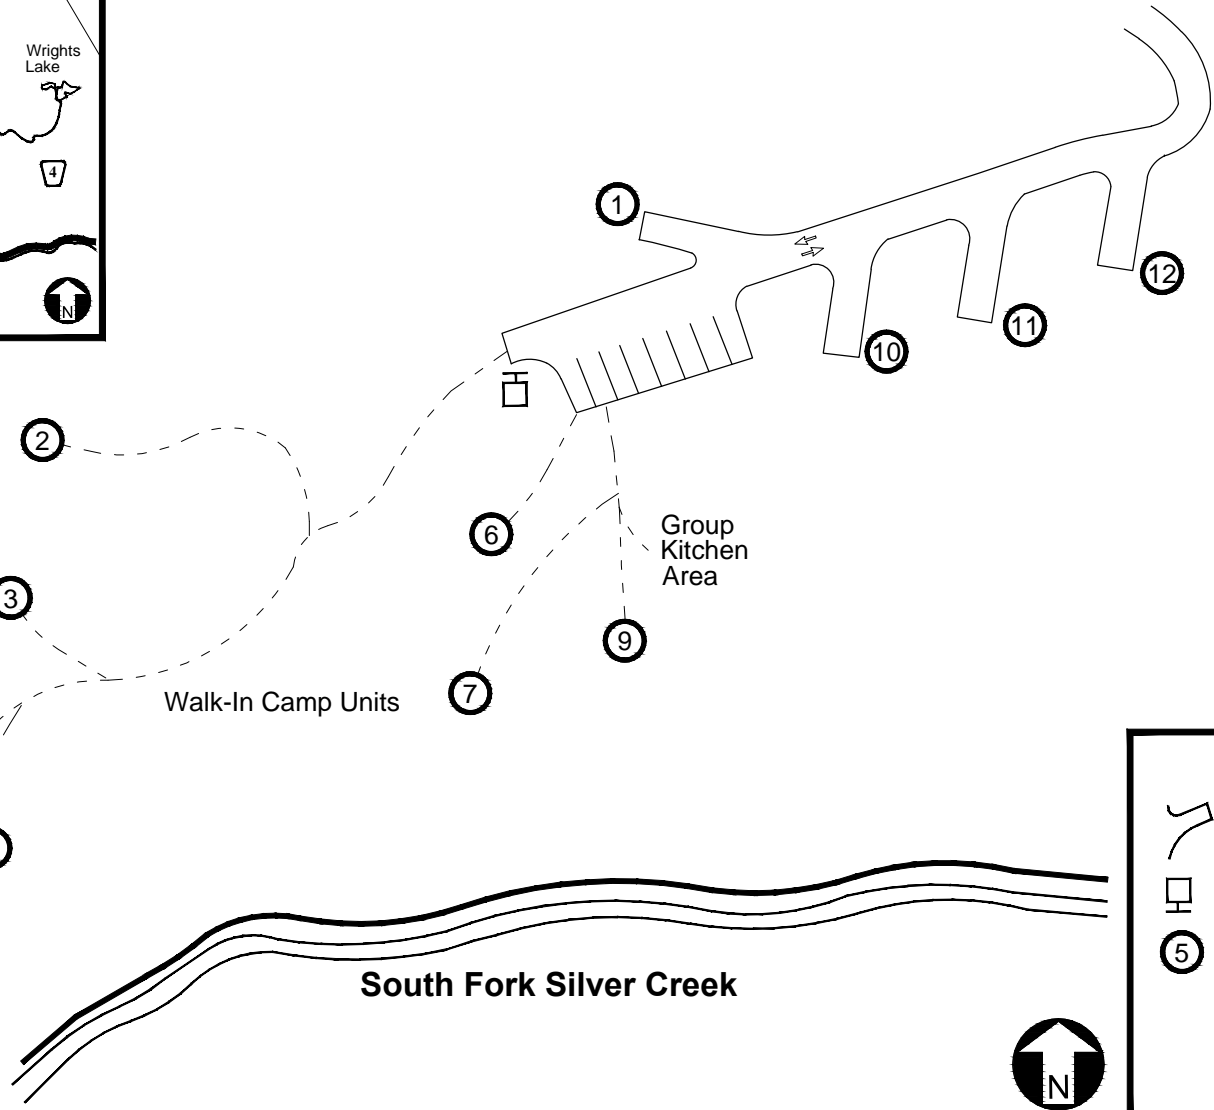 Wrights
Lake
4
N
1
12
11
10
2
6
Group
Kitchen
Area
3
9
7
Walk-In Camp Units
5
South Fork Silver Creek
N